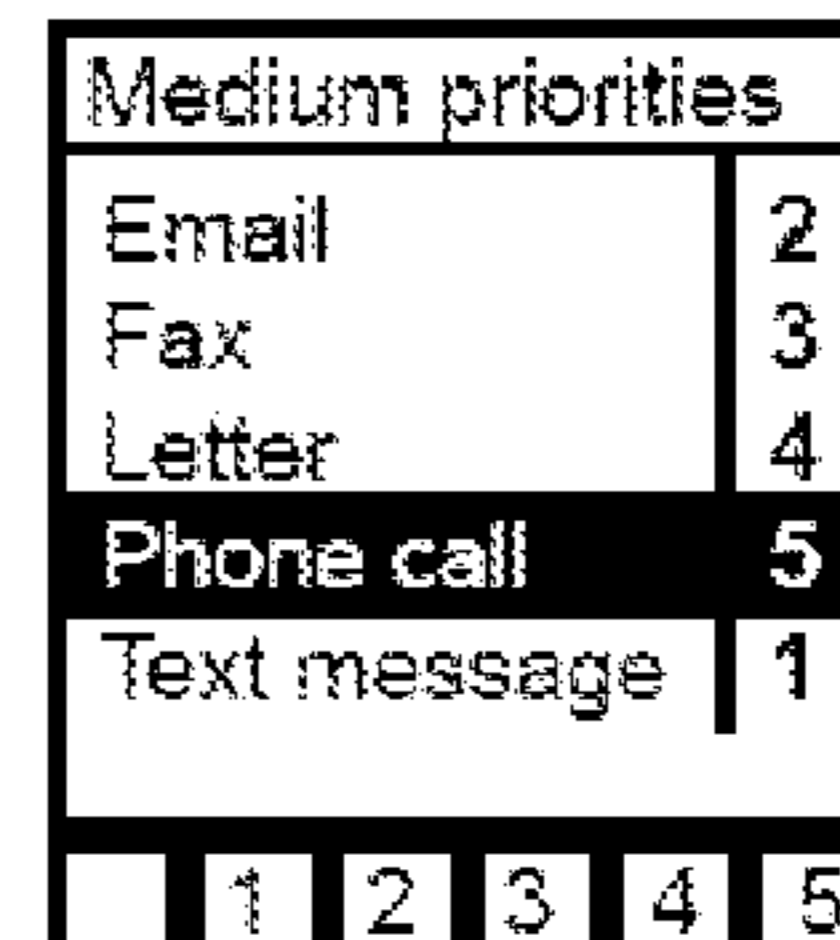 Medium priorities
Email 2
Fax 3
Letter 4
Phone call 5
Text message 1
1 2 3 4 5